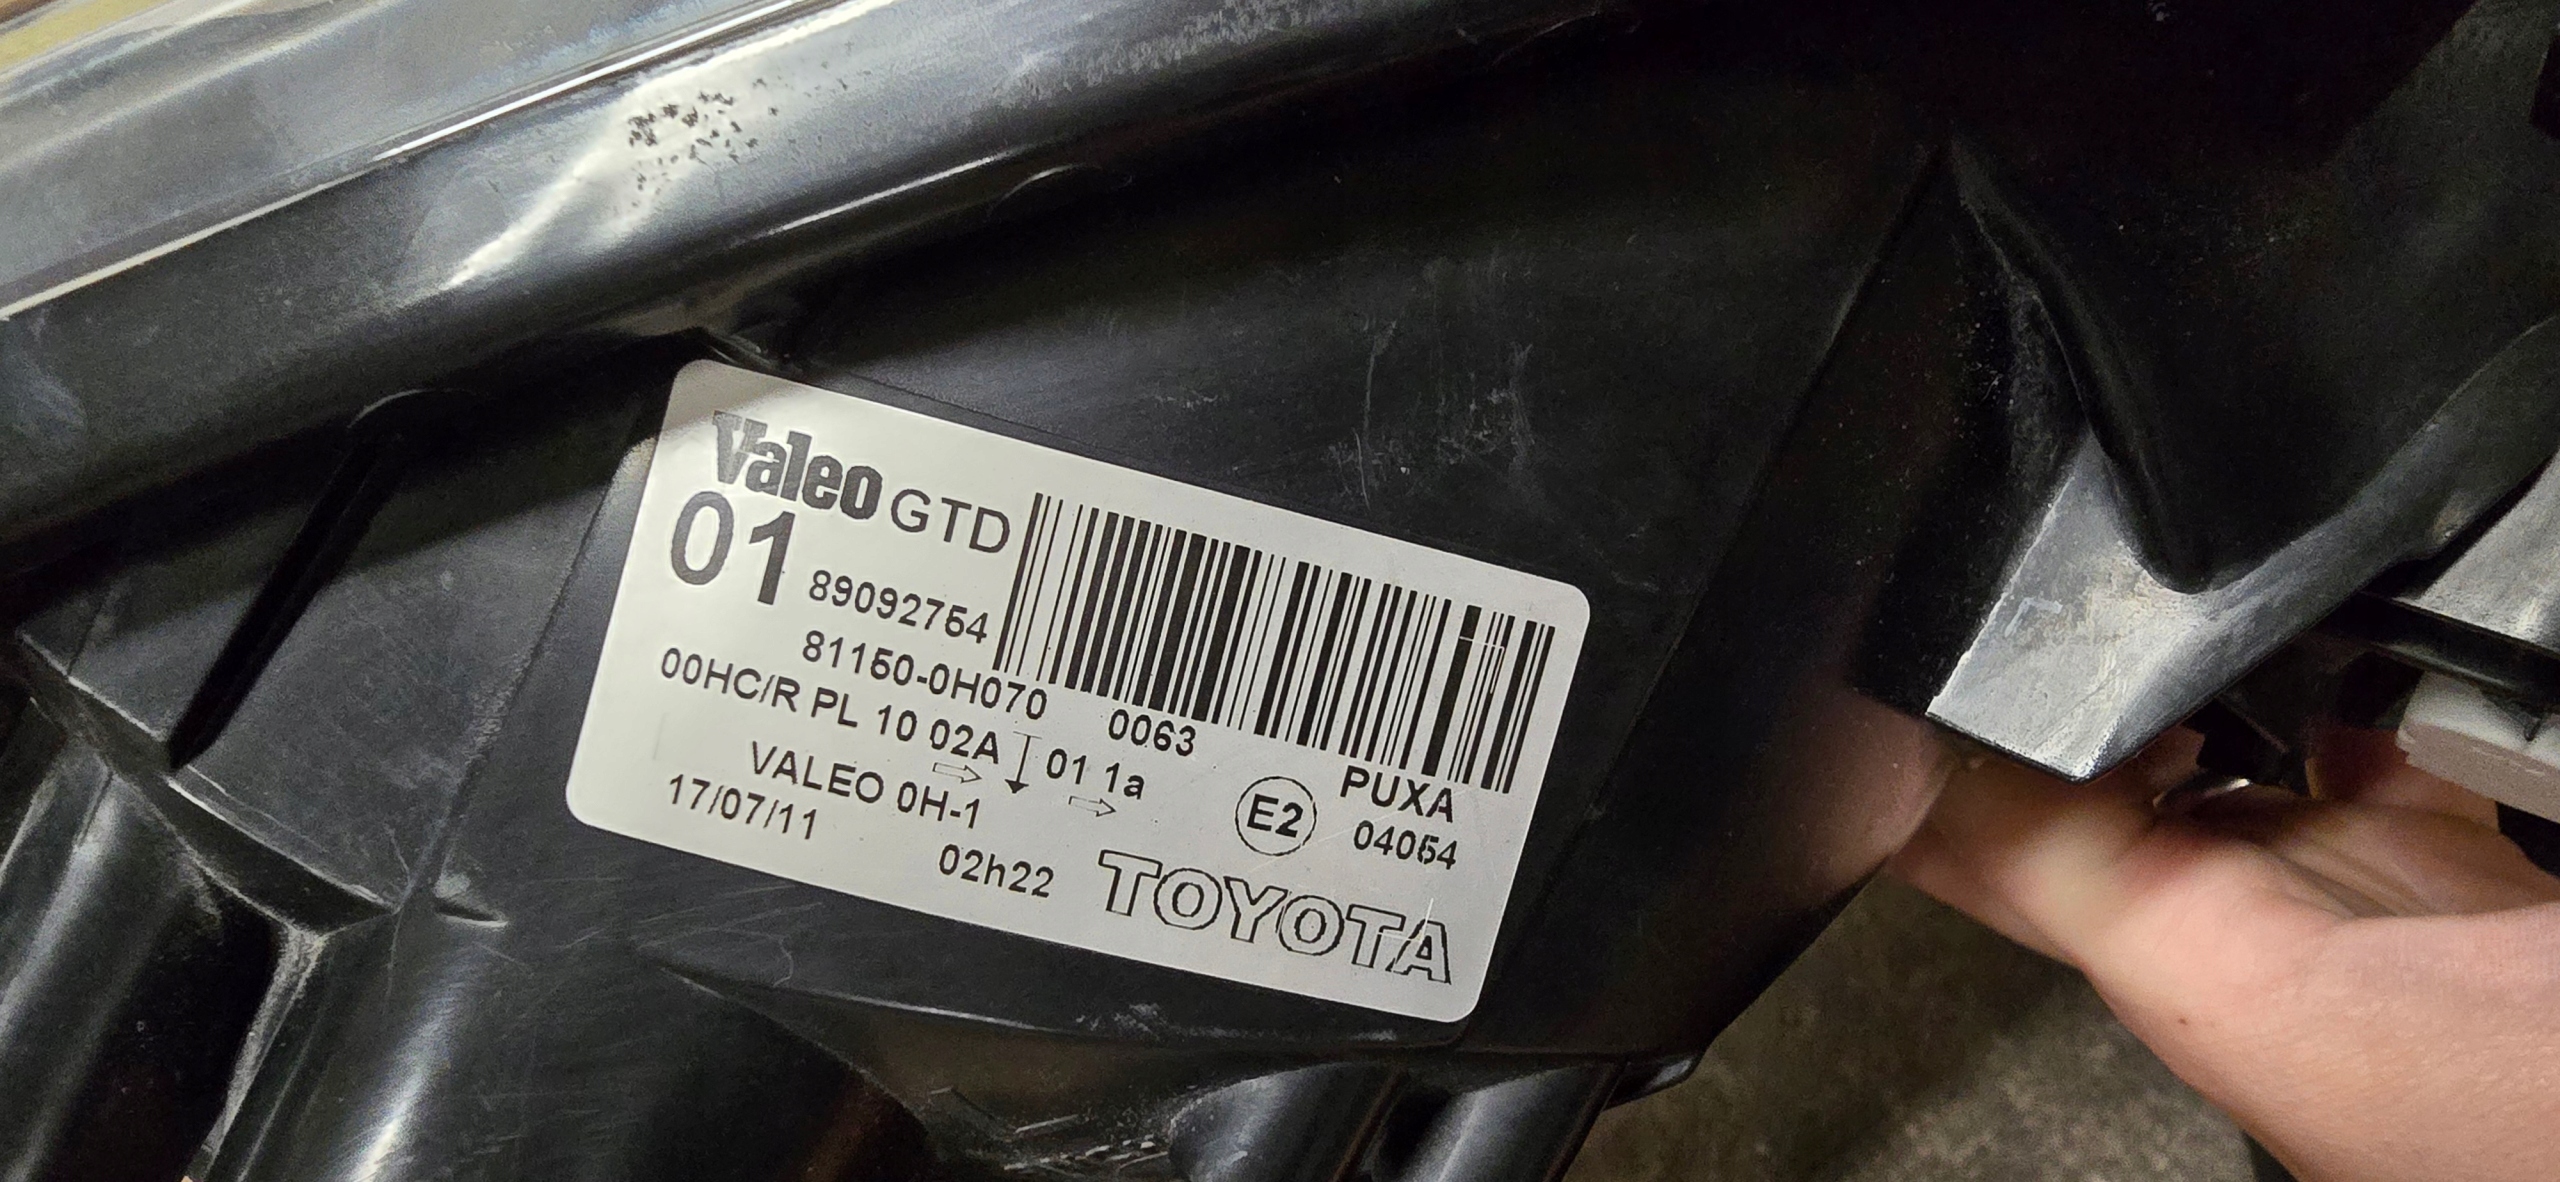 Valeo GTD
01 89092754
81150-0H070 0063
00HC/R PL 10 02A 01 1a PUXA
VALEO 0H-1 E2 04054
17/07/11 02h22 TOYOTA